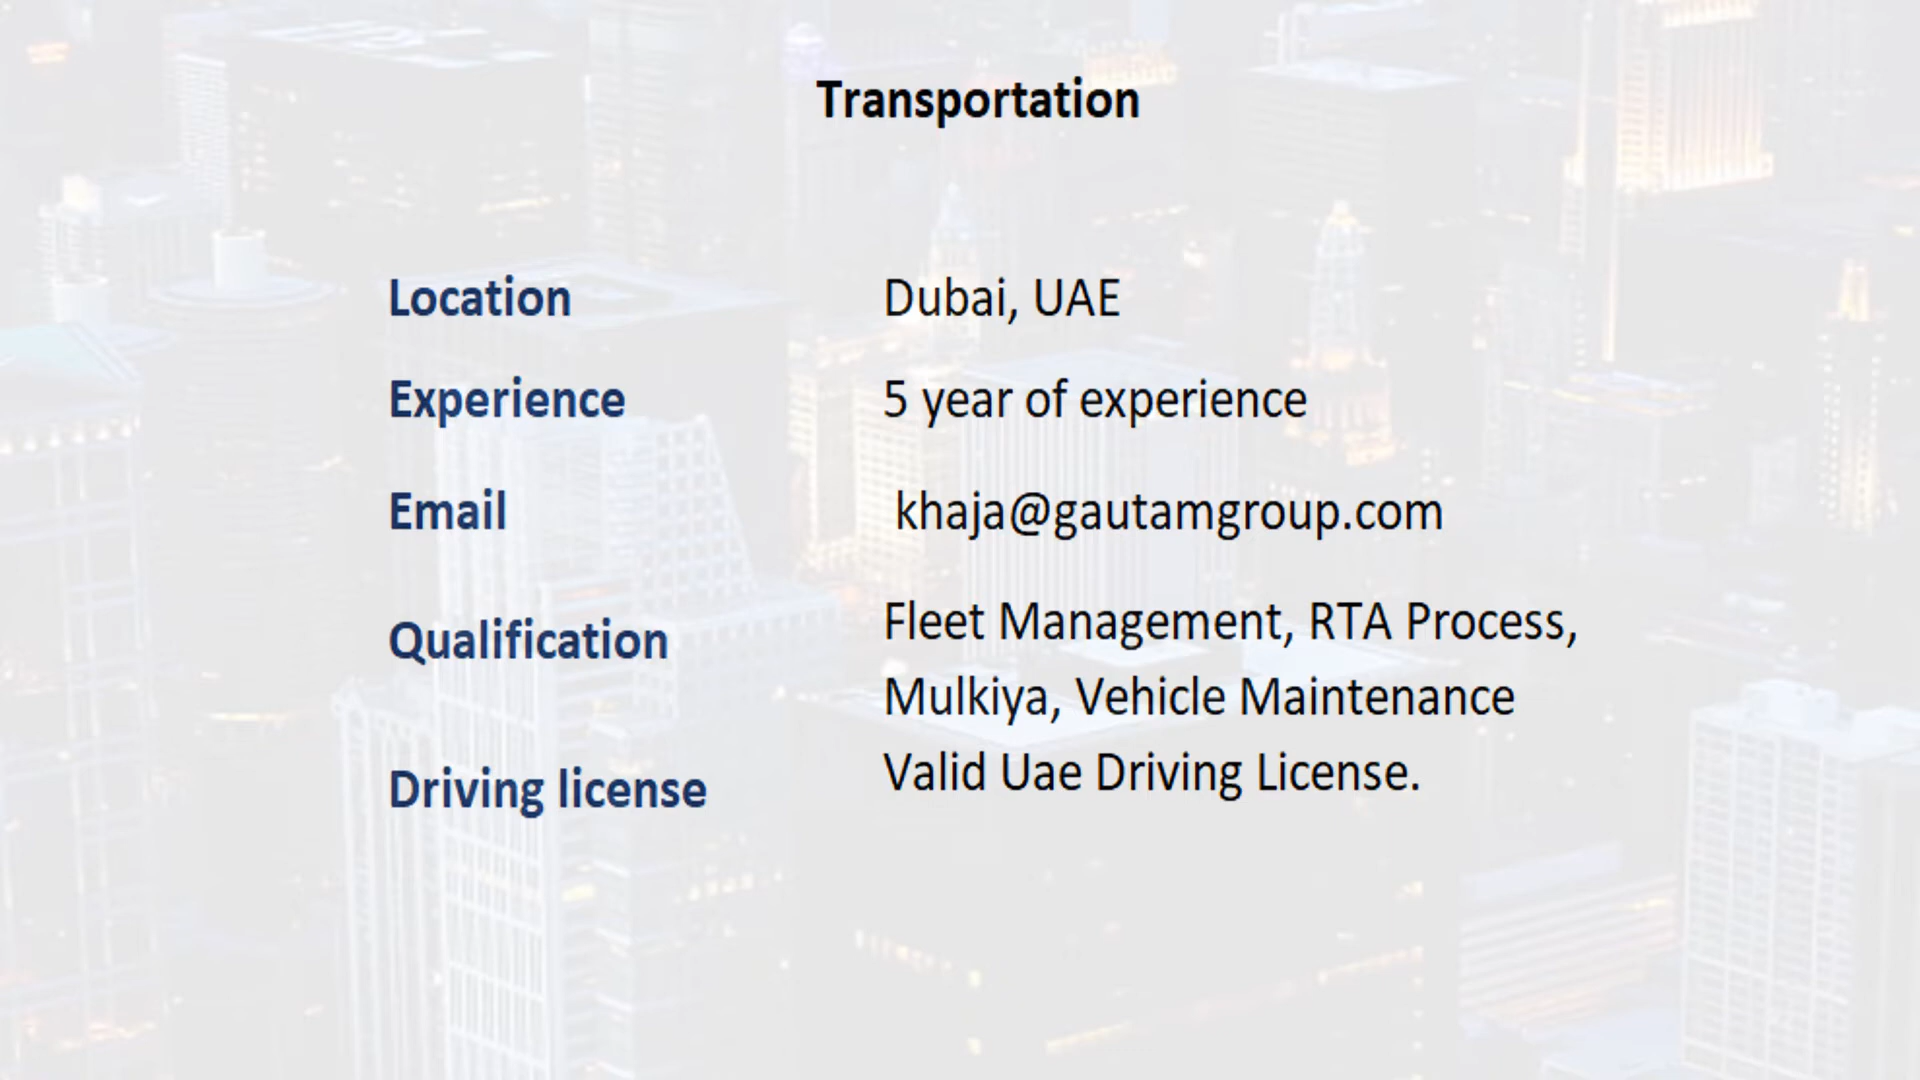 Transportation
Location Dubai, UAE
Experience 5 year of experience
Email khaja@gautamgroup.com
Qualification Fleet Management, RTA Process,
Mulkiya, Vehicle Maintenance
Driving license Valid Uae Driving License.